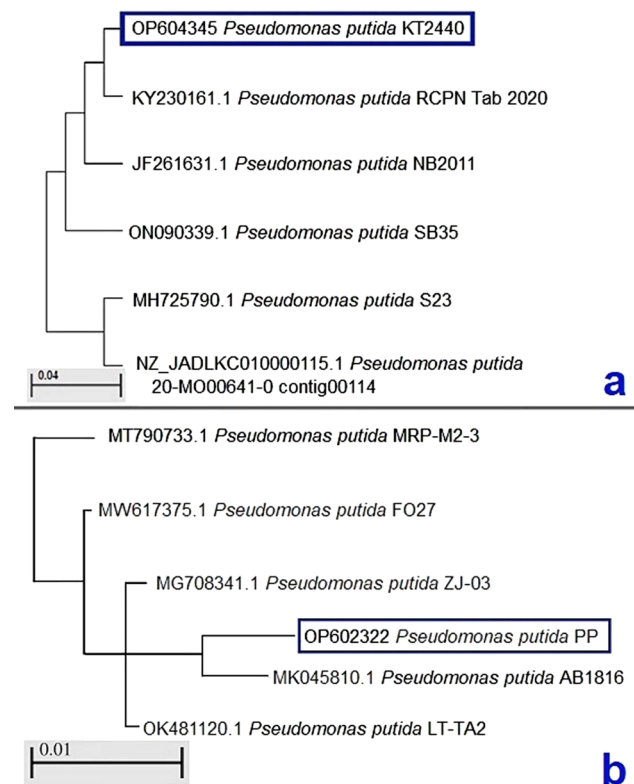 OP604345 Pseudomonas putida KT2440
KY230161.1 Pseudomonas putida RCPN Tab 2020
JF261631.1 Pseudomonas putida NB2011
ON090339.1 Pseudomonas putida SB35
MH725790.1 Pseudomonas putida S23
NZ_JADLKC010000115.1 Pseudomonas putida
20-MO00641-0 contig00114
0.04
a
MT790733.1 Pseudomonas putida MRP-M2-3
MW617375.1 Pseudomonas putida FO27
MG708341.1 Pseudomonas putida ZJ-03
OP602322 Pseudomonas putida PP
MK045810.1 Pseudomonas putida AB1816
OK481120.1 Pseudomonas putida LT-TA2
0.01
b